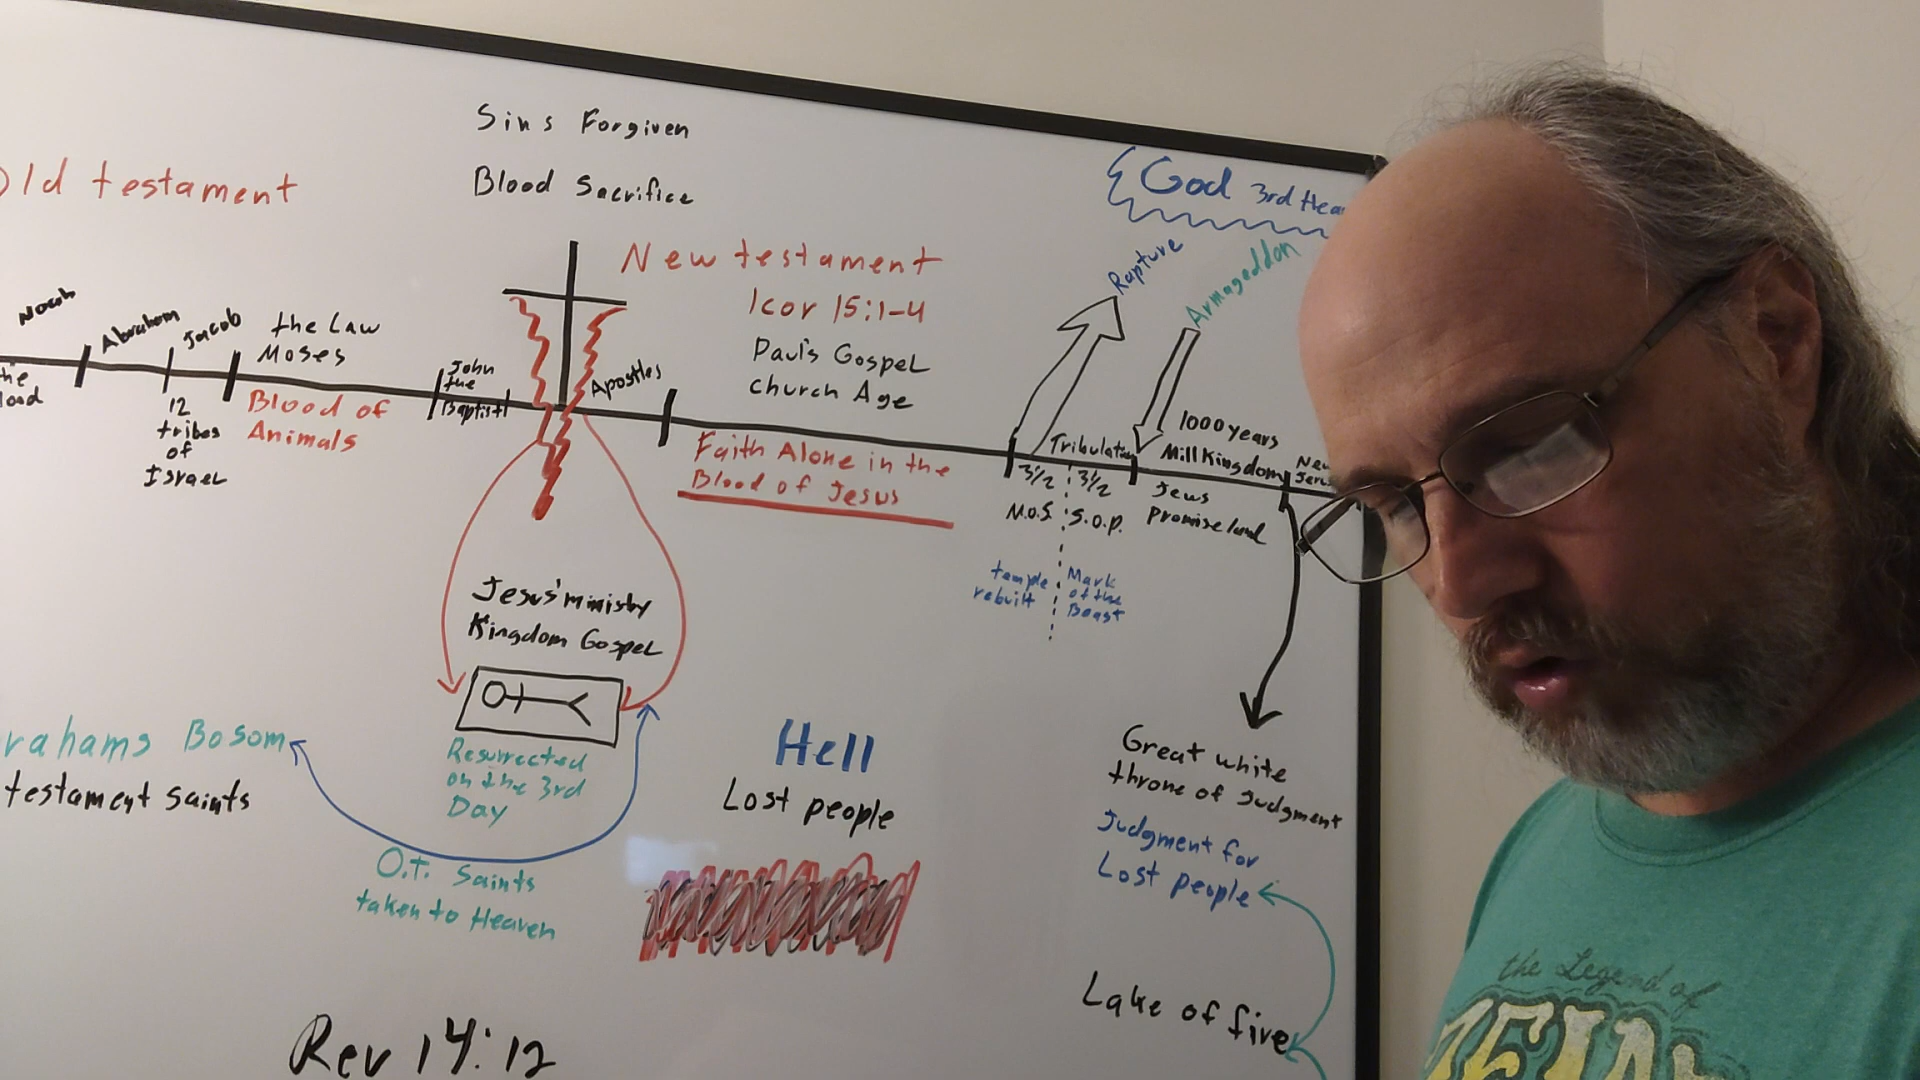 Sins Forgiven
Blood Sacrifice
Old testament
God 3rd
New testament
1cor 15:1-4
Paul's Gospel
Church Age
Rapture
Armageddon
Noah
Abraham
Jacob
the Law
Moses
12
tribes
of
Israel
Blood of
Animals
John
the
Baptist
Apostles
Faith Alone in the
Blood of Jesus
Tribulation
3½ 3½
M.O.S. S.O.P.
temple
rebuilt
Mark
of the
Beast
1000 years
Mill Kingdom
Jews
Promise land
Jesus' ministry
Kingdom Gospel
Resurrected
on the 3rd
Day
Bosom
testament saints
O.T. Saints
taken to Heaven
Hell
Lost people
Great white
throne of Judgment
Judgment for
Lost people
Lake of fire
Rev 14:12
the Legend of